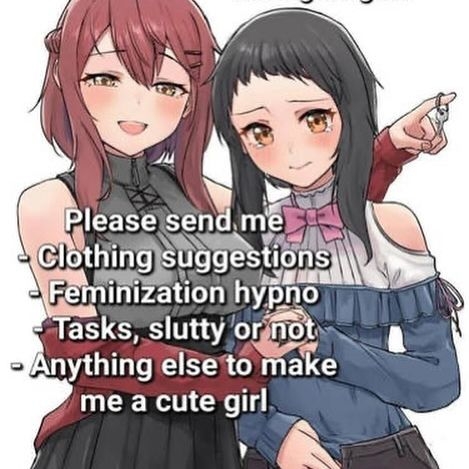 Please send me
- Clothing suggestions
- Feminization hypno
- Tasks, slutty or not
- Anything else to make
me a cute girl